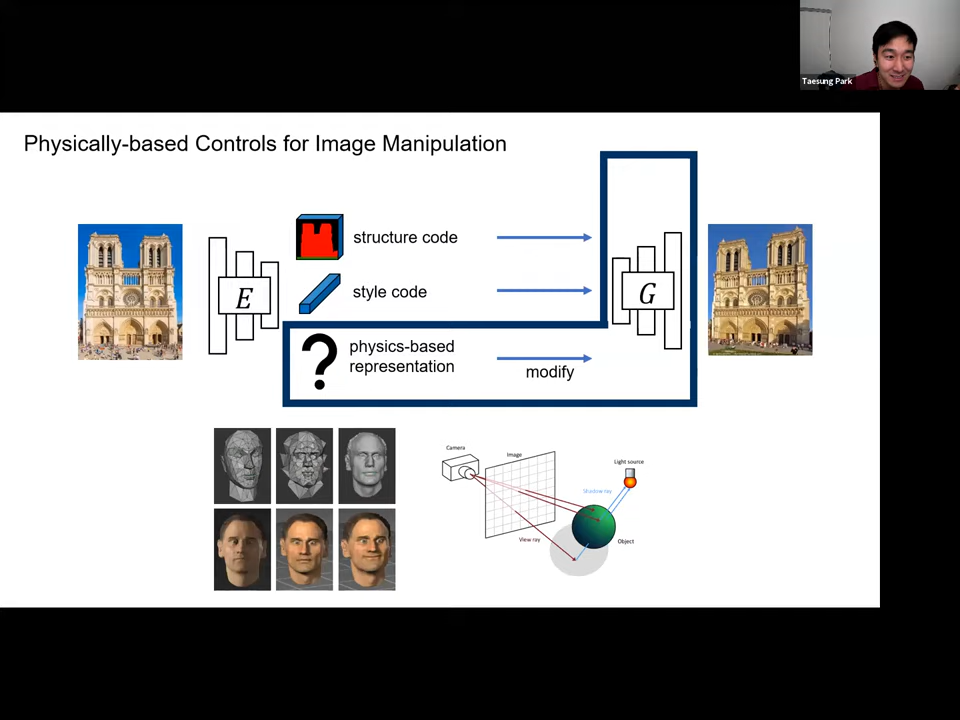 Taesung Park
Physically-based Controls for Image Manipulation
structure code
E
style code
G
physics-based
representation
modify
?
Camera
Image
Light source
Shadow ray
View ray
Object